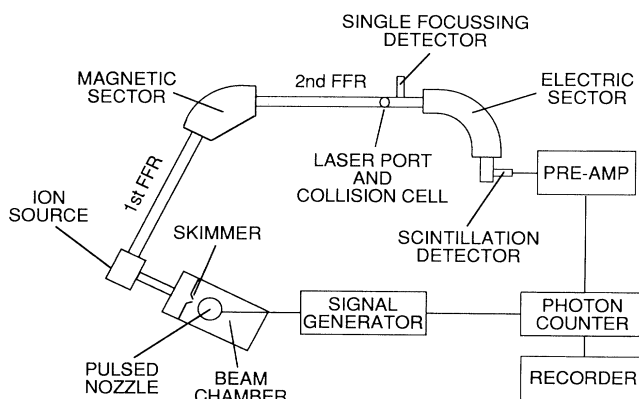 SINGLE FOCUSSING
DETECTOR
MAGNETIC
SECTOR
2nd FFR
ELECTRIC
SECTOR
1st FFR
LASER PORT
AND
COLLISION CELL
PRE-AMP
ION
SOURCE
SKIMMER
SCINTILLATION
DETECTOR
SIGNAL
GENERATOR
PHOTON
COUNTER
PULSED
NOZZLE
BEAM
CHAMBER
RECORDER